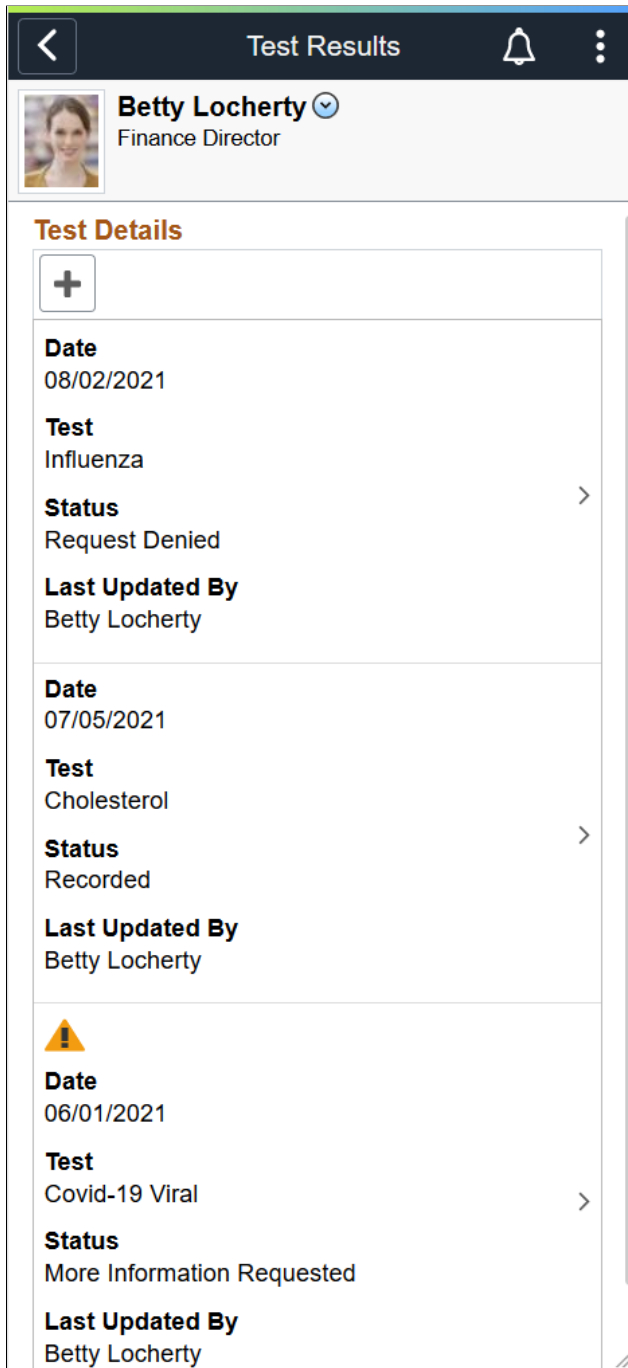 Test Results
Betty Locherty
Finance Director
Test Details
Date
08/02/2021
Test
Influenza
Status
Request Denied
Last Updated By
Betty Locherty
Date
07/05/2021
Test
Cholesterol
Status
Recorded
Last Updated By
Betty Locherty
Date
06/01/2021
Test
Covid-19 Viral
Status
More Information Requested
Last Updated By
Betty Locherty